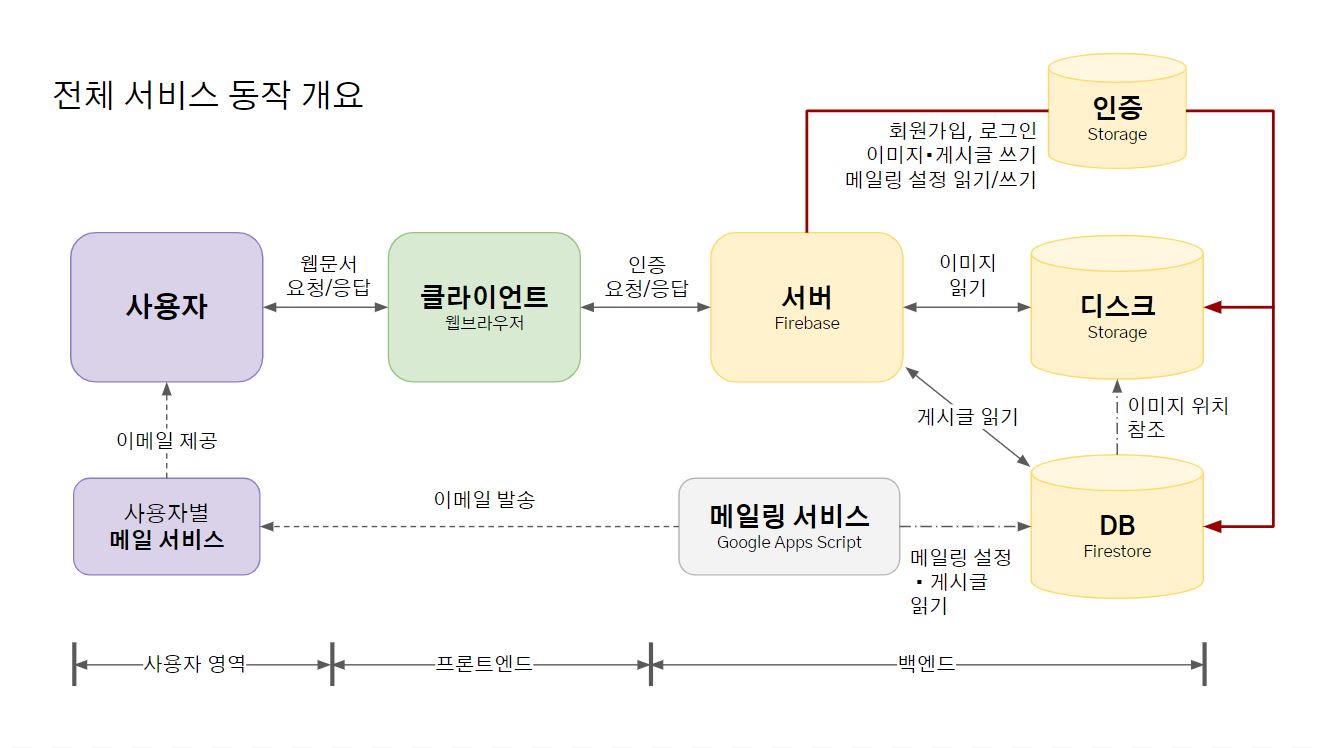 전체 서비스 동작 개요
인증
Storage
회원가입, 로그인
이미지▪게시글 쓰기
메일링 설정 읽기/쓰기
사용자
웹문서
요청/응답
클라이언트
웹브라우저
인증
요청/응답
서버
Firebase
이미지
읽기
디스크
Storage
게시글 읽기
이미지 위치
참조
이메일 제공
사용자별
메일 서비스
이메일 발송
메일링 서비스
Google Apps Script
메일링 설정
▪ 게시글
읽기
DB
Firestore
사용자 영역
프론트엔드
백엔드